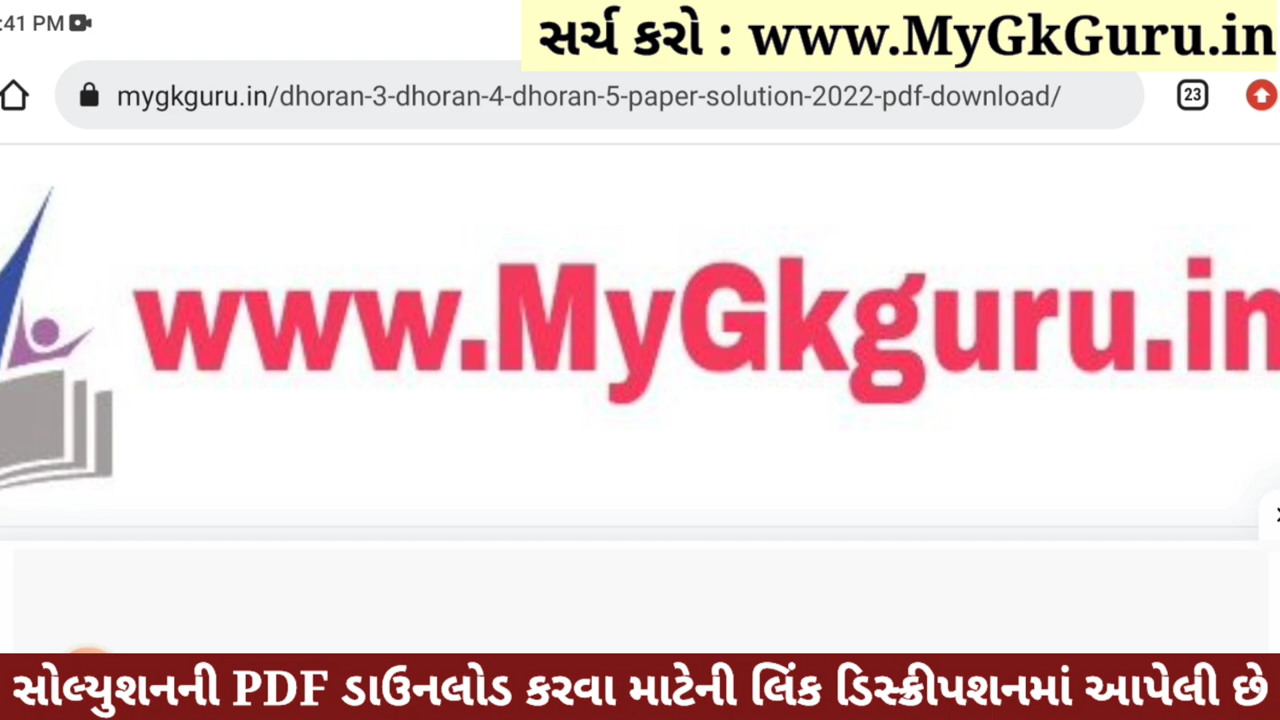 :41 PM
સર્ચ કરો : www.MyGkGuru.in
mygkguru.in/dhoran-3-dhoran-4-dhoran-5-paper-solution-2022-pdf-download/
23
www.MyGkguru.in
સોલ્યુશનની PDF ડાઉનલોડ કરવા માટેની લિંક ડિસ્ક્રીપશનમાં આપેલી છે